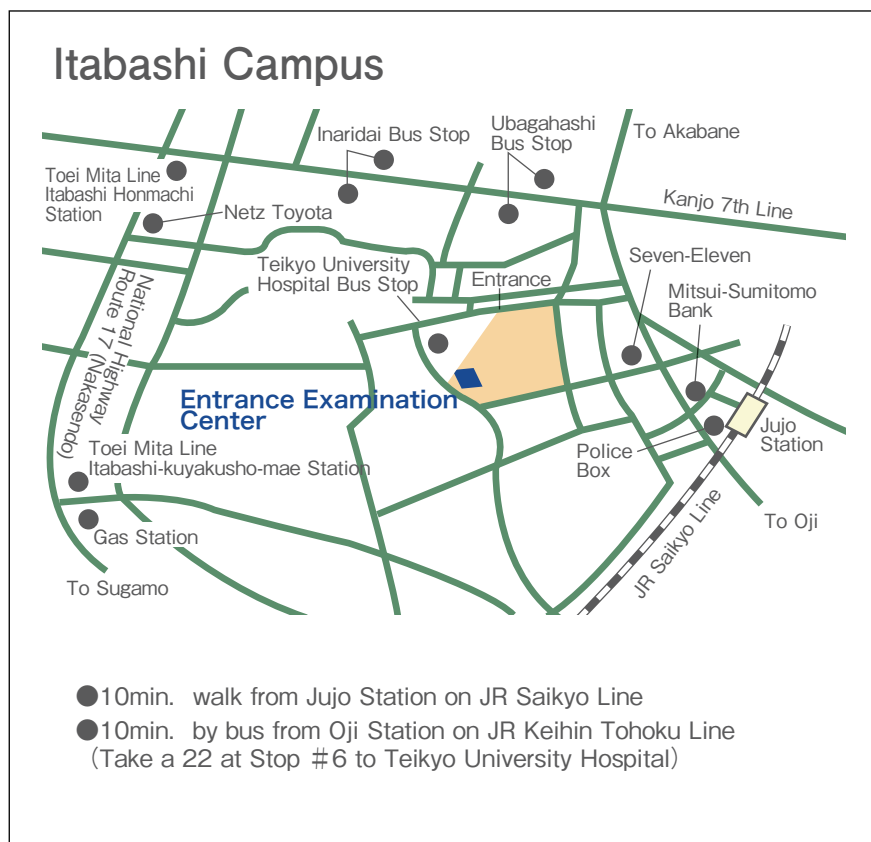 Itabashi Campus
Inaridai Bus Stop
Ubagahashi
Bus Stop
To Akabane
Toei Mita Line
Itabashi Honmachi
Station
Netz Toyota
Kanjo 7th Line
Teikyo University
Hospital Bus Stop
Entrance
Seven-Eleven
Mitsui-Sumitomo
Bank
National Highway
Route 17 (Nakasendo)
Entrance Examination
Center
Toei Mita Line
Itabashi-kuyakusho-mae Station
Police
Box
Jujo
Station
Gas Station
To Oji
JR Saikyo Line
To Sugamo
●10min. walk from Jujo Station on JR Saikyo Line
●10min. by bus from Oji Station on JR Keihin Tohoku Line
（Take a 22 at Stop ＃6 to Teikyo University Hospital）